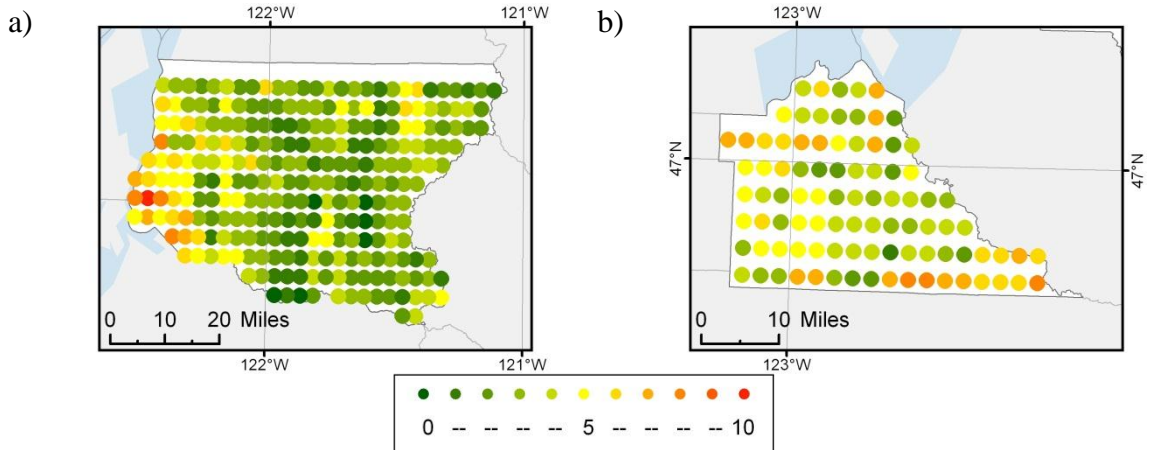 a) 122°W 121°W b) 123°W
47°N 47°N
0 10 20 Miles 0 10 Miles
122°W 121°W 123°W
0 -- -- -- -- 5 -- -- -- -- 10